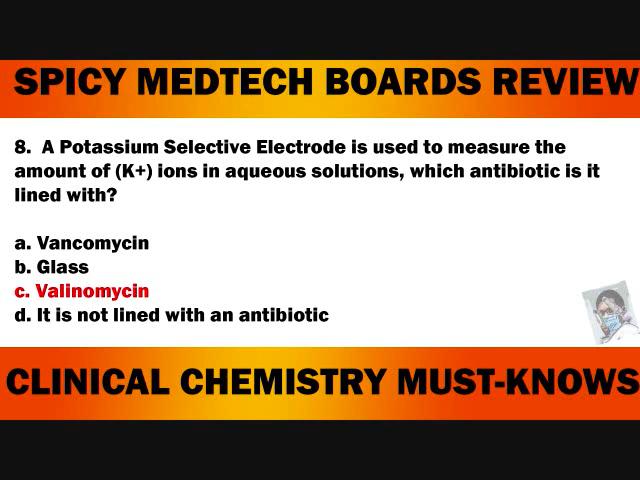 SPICY MEDTECH BOARDS REVIEW
8. A Potassium Selective Electrode is used to measure the
amount of (K+) ions in aqueous solutions, which antibiotic is it
lined with?
a. Vancomycin
b. Glass
c. Valinomycin
d. It is not lined with an antibiotic
CLINICAL CHEMISTRY MUST-KNOWS